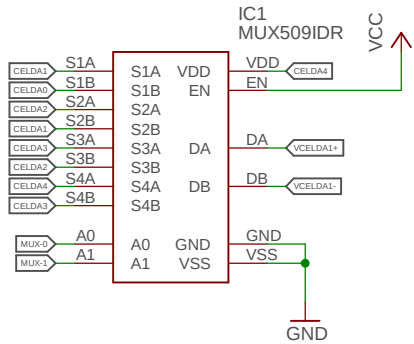 IC1
MUX509IDR
VCC
CELDA1 S1A S1A VDD VDD CELDA4
CELDA0 S1B S1B EN EN
CELDA2 S2A S2A
CELDA1 S2B S2B
CELDA3 S3A S3A DA DA VCELDA1+
CELDA2 S3B S3B
CELDA4 S4A S4A DB DB VCELDA1-
CELDA3 S4B S4B
MUX-0 A0 A0 GND GND
MUX-1 A1 A1 VSS VSS
GND